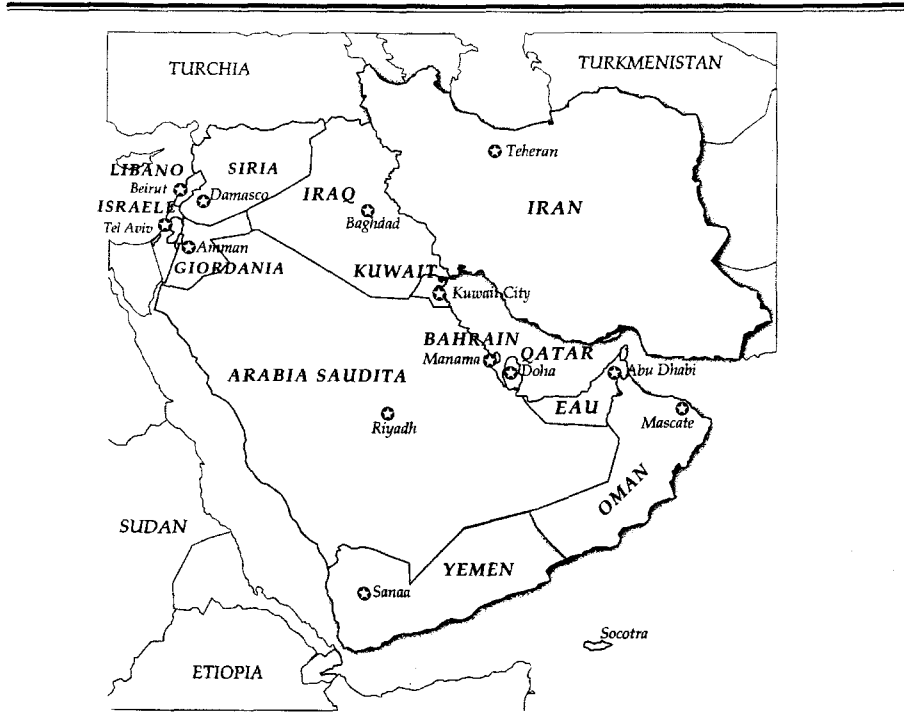 TURCHIA
TURKMENISTAN
Teheran
LIBANO
SIRIA
Beirut
Damasco
IRAQ
ISRAELE
IRAN
Tel Aviv
Baghdad
Amman
GIORDANIA
KUWAIT
Kuwait City
BAHRAIN
QATAR
Manama
Doha
Abu Dhabi
ARABIA SAUDITA
EAU
Riyadh
Mascate
OMAN
SUDAN
YEMEN
Sanaa
Socotra
ETIOPIA